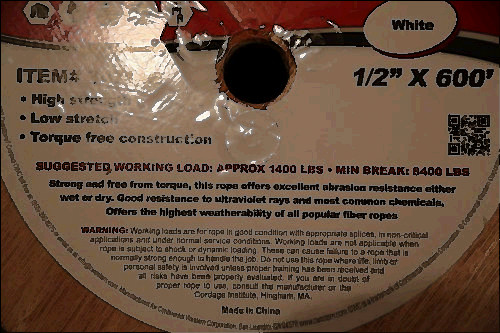 White
ITEM#
1/2" X 600'
• High strength
• Low stretch
• Torque free construction
SUGGESTED WORKING LOAD: APPROX 1400 LBS • MIN BREAK: 8400 LBS
Strong and free from torque, this rope offers excellent abrasion resistance either
wet or dry. Good resistance to ultraviolet rays and most common chemicals.
Offers the highest weatherability of all popular fiber ropes
WARNING: Working loads are for rope in good condition with appropriate splices, in non-critical
applications and under normal service conditions. Working loads are not applicable when
rope is subject to shock or dynamic loading. These can cause failure to a rope that is
normally strong enough to handle the job. Do not use this rope where life, limb or
personal safety is involved unless proper training has been received and
all risks have been properly evaluated. If you are in doubt of
proper rope to use, consult the manufacturer or the
Cordage Institute, Hingham, MA.
Made in China